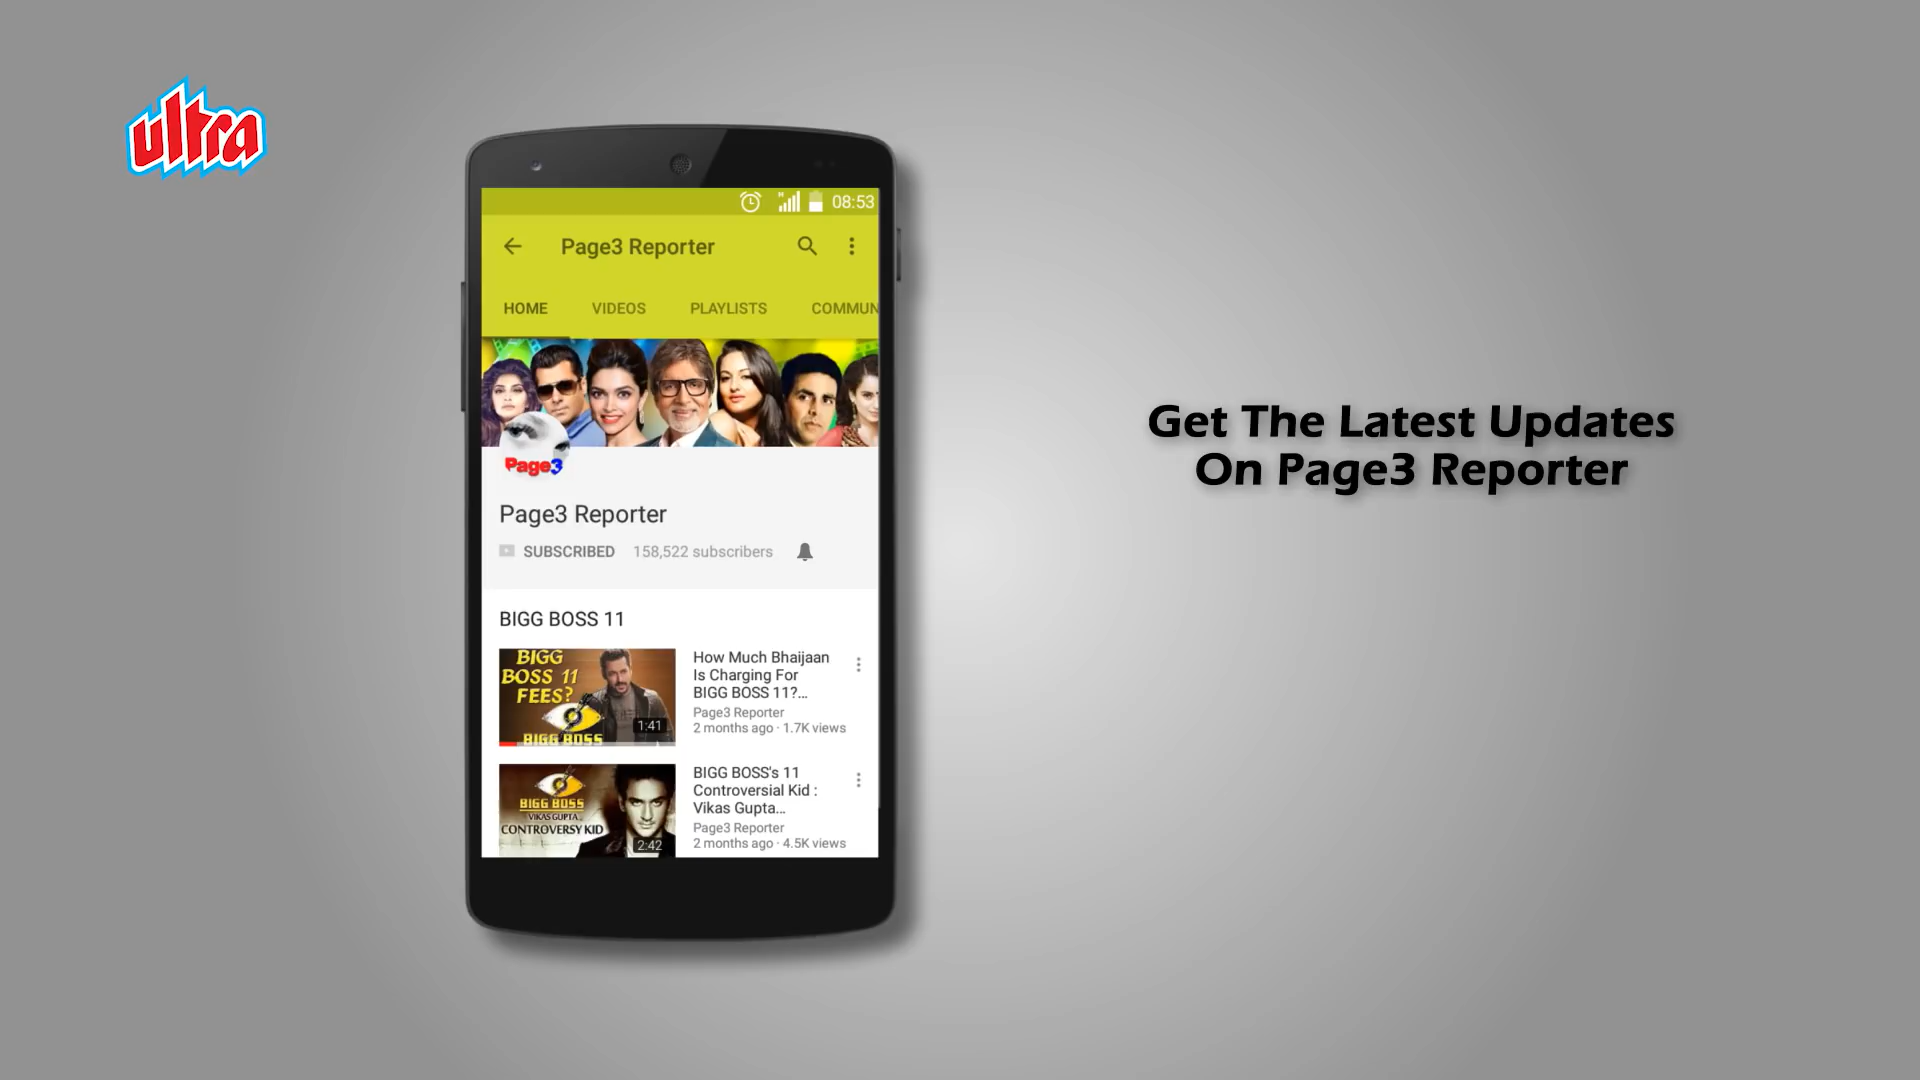 ultra
08:53
Page3 Reporter
HOME VIDEOS PLAYLISTS COMMUN
Page3
Page3 Reporter
SUBSCRIBED 158,522 subscribers
BIGG BOSS 11
BIGG
BOSS 11
FEES?
BIGG BOSS
1:41
How Much Bhaijaan
Is Charging For
BIGG BOSS 11?...
Page3 Reporter
2 months ago · 1.7K views
BIGG BOSS
VIKAS GUPTA
CONTROVERSY KID
2:42
BIGG BOSS's 11
Controversial Kid :
Vikas Gupta...
Page3 Reporter
2 months ago · 4.5K views
Get The Latest Updates
On Page3 Reporter